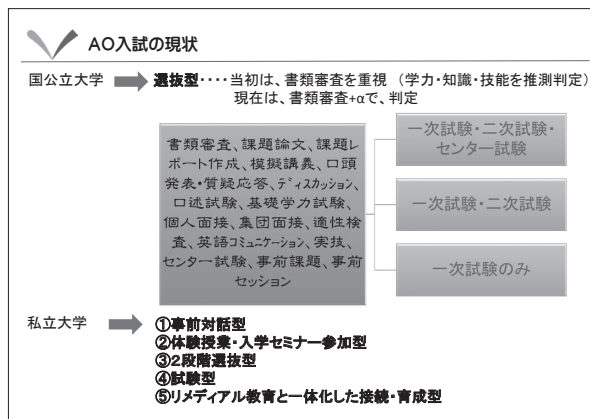 AO入試の現状
国公立大学
選抜型････当初は、書類審査を重視 (学力・知識・技能を推測判定)
現在は、書類審査+αで、判定
書類審査、課題論文、課題レ
ポート作成、模擬講義、口頭
発表・質疑応答、ディスカッション、
口述試験、基礎学力試験、
個人面接、集団面接、適性検
査、英語コミュニケーション、実技、
センター試験、事前課題、事前
セッション
一次試験・二次試験・
センター試験
一次試験・二次試験
一次試験のみ
私立大学
①事前対話型
②体験授業・入学セミナー参加型
③2段階選抜型
④試験型
⑤リメディアル教育と一体化した接続・育成型